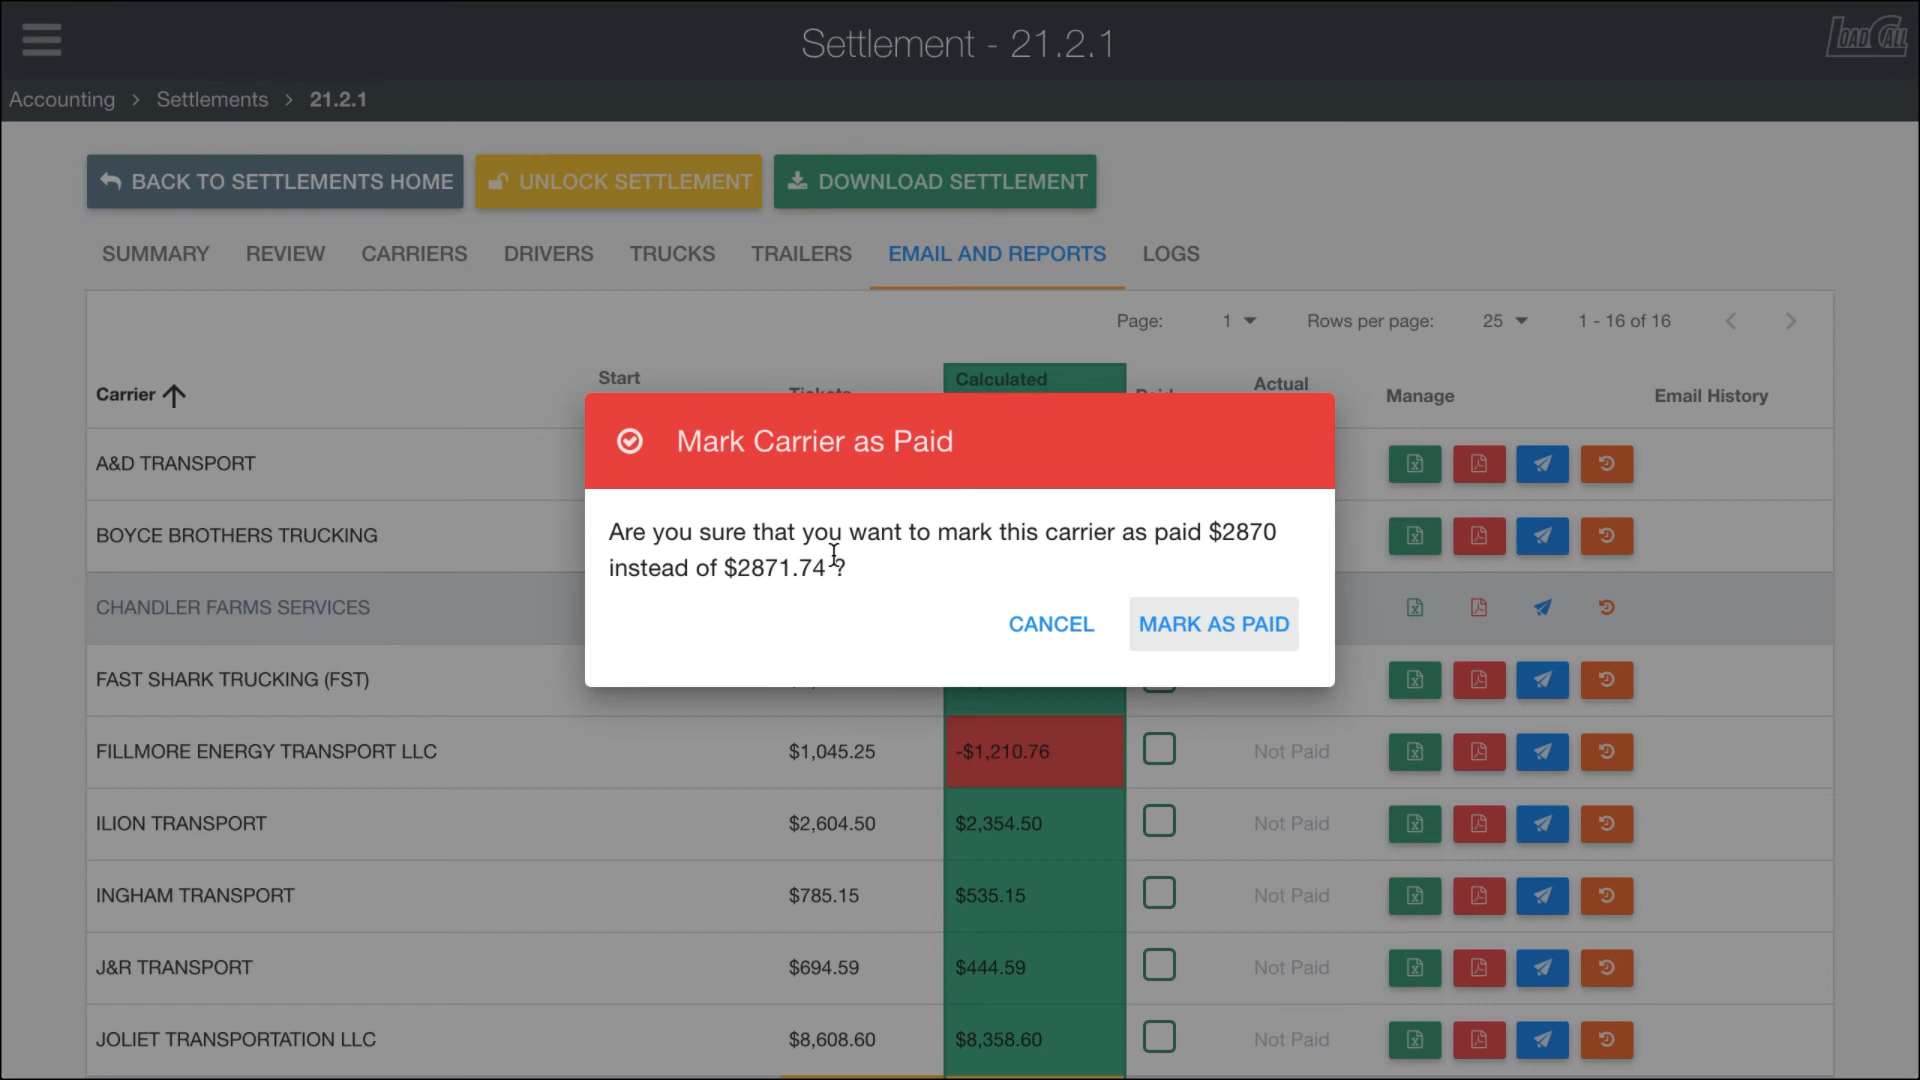 Settlement - 21.2.1
LOAD CALL
Accounting > Settlements > 21.2.1
BACK TO SETTLEMENTS HOME
UNLOCK SETTLEMENT
DOWNLOAD SETTLEMENT
SUMMARY REVIEW CARRIERS DRIVERS TRUCKS TRAILERS EMAIL AND REPORTS LOGS
Page: 1 Rows per page: 25 1 - 16 of 16
Carrier Start Tickets Calculated Paid Actual Manage Email History
Mark Carrier as Paid
Are you sure that you want to mark this carrier as paid $2870
instead of $2871.74 ?
CANCEL MARK AS PAID
A&D TRANSPORT
BOYCE BROTHERS TRUCKING
CHANDLER FARMS SERVICES
FAST SHARK TRUCKING (FST)
FILLMORE ENERGY TRANSPORT LLC $1,045.25 -$1,210.76 Not Paid
ILION TRANSPORT $2,604.50 $2,354.50 Not Paid
INGHAM TRANSPORT $785.15 $535.15 Not Paid
J&R TRANSPORT $694.59 $444.59 Not Paid
JOLIET TRANSPORTATION LLC $8,608.60 $8,358.60 Not Paid